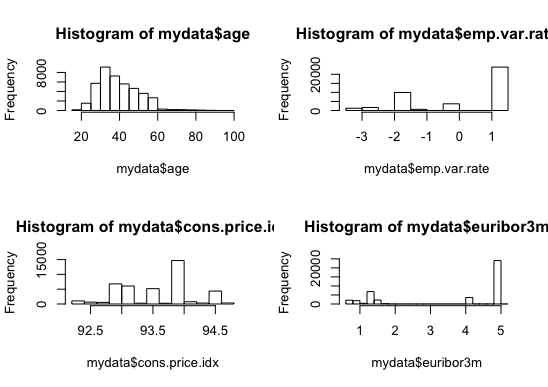 Histogram of mydata$age
Frequency
0
8000
20 40 60 80 100
mydata$age
Histogram of mydata$emp.var.rat
Frequency
0
20000
-3 -2 -1 0 1
mydata$emp.var.rate
Histogram of mydata$cons.price.i
Frequency
0
15000
92.5 93.5 94.5
mydata$cons.price.idx
Histogram of mydata$euribor3m
Frequency
0
20000
1 2 3 4 5
mydata$euribor3m